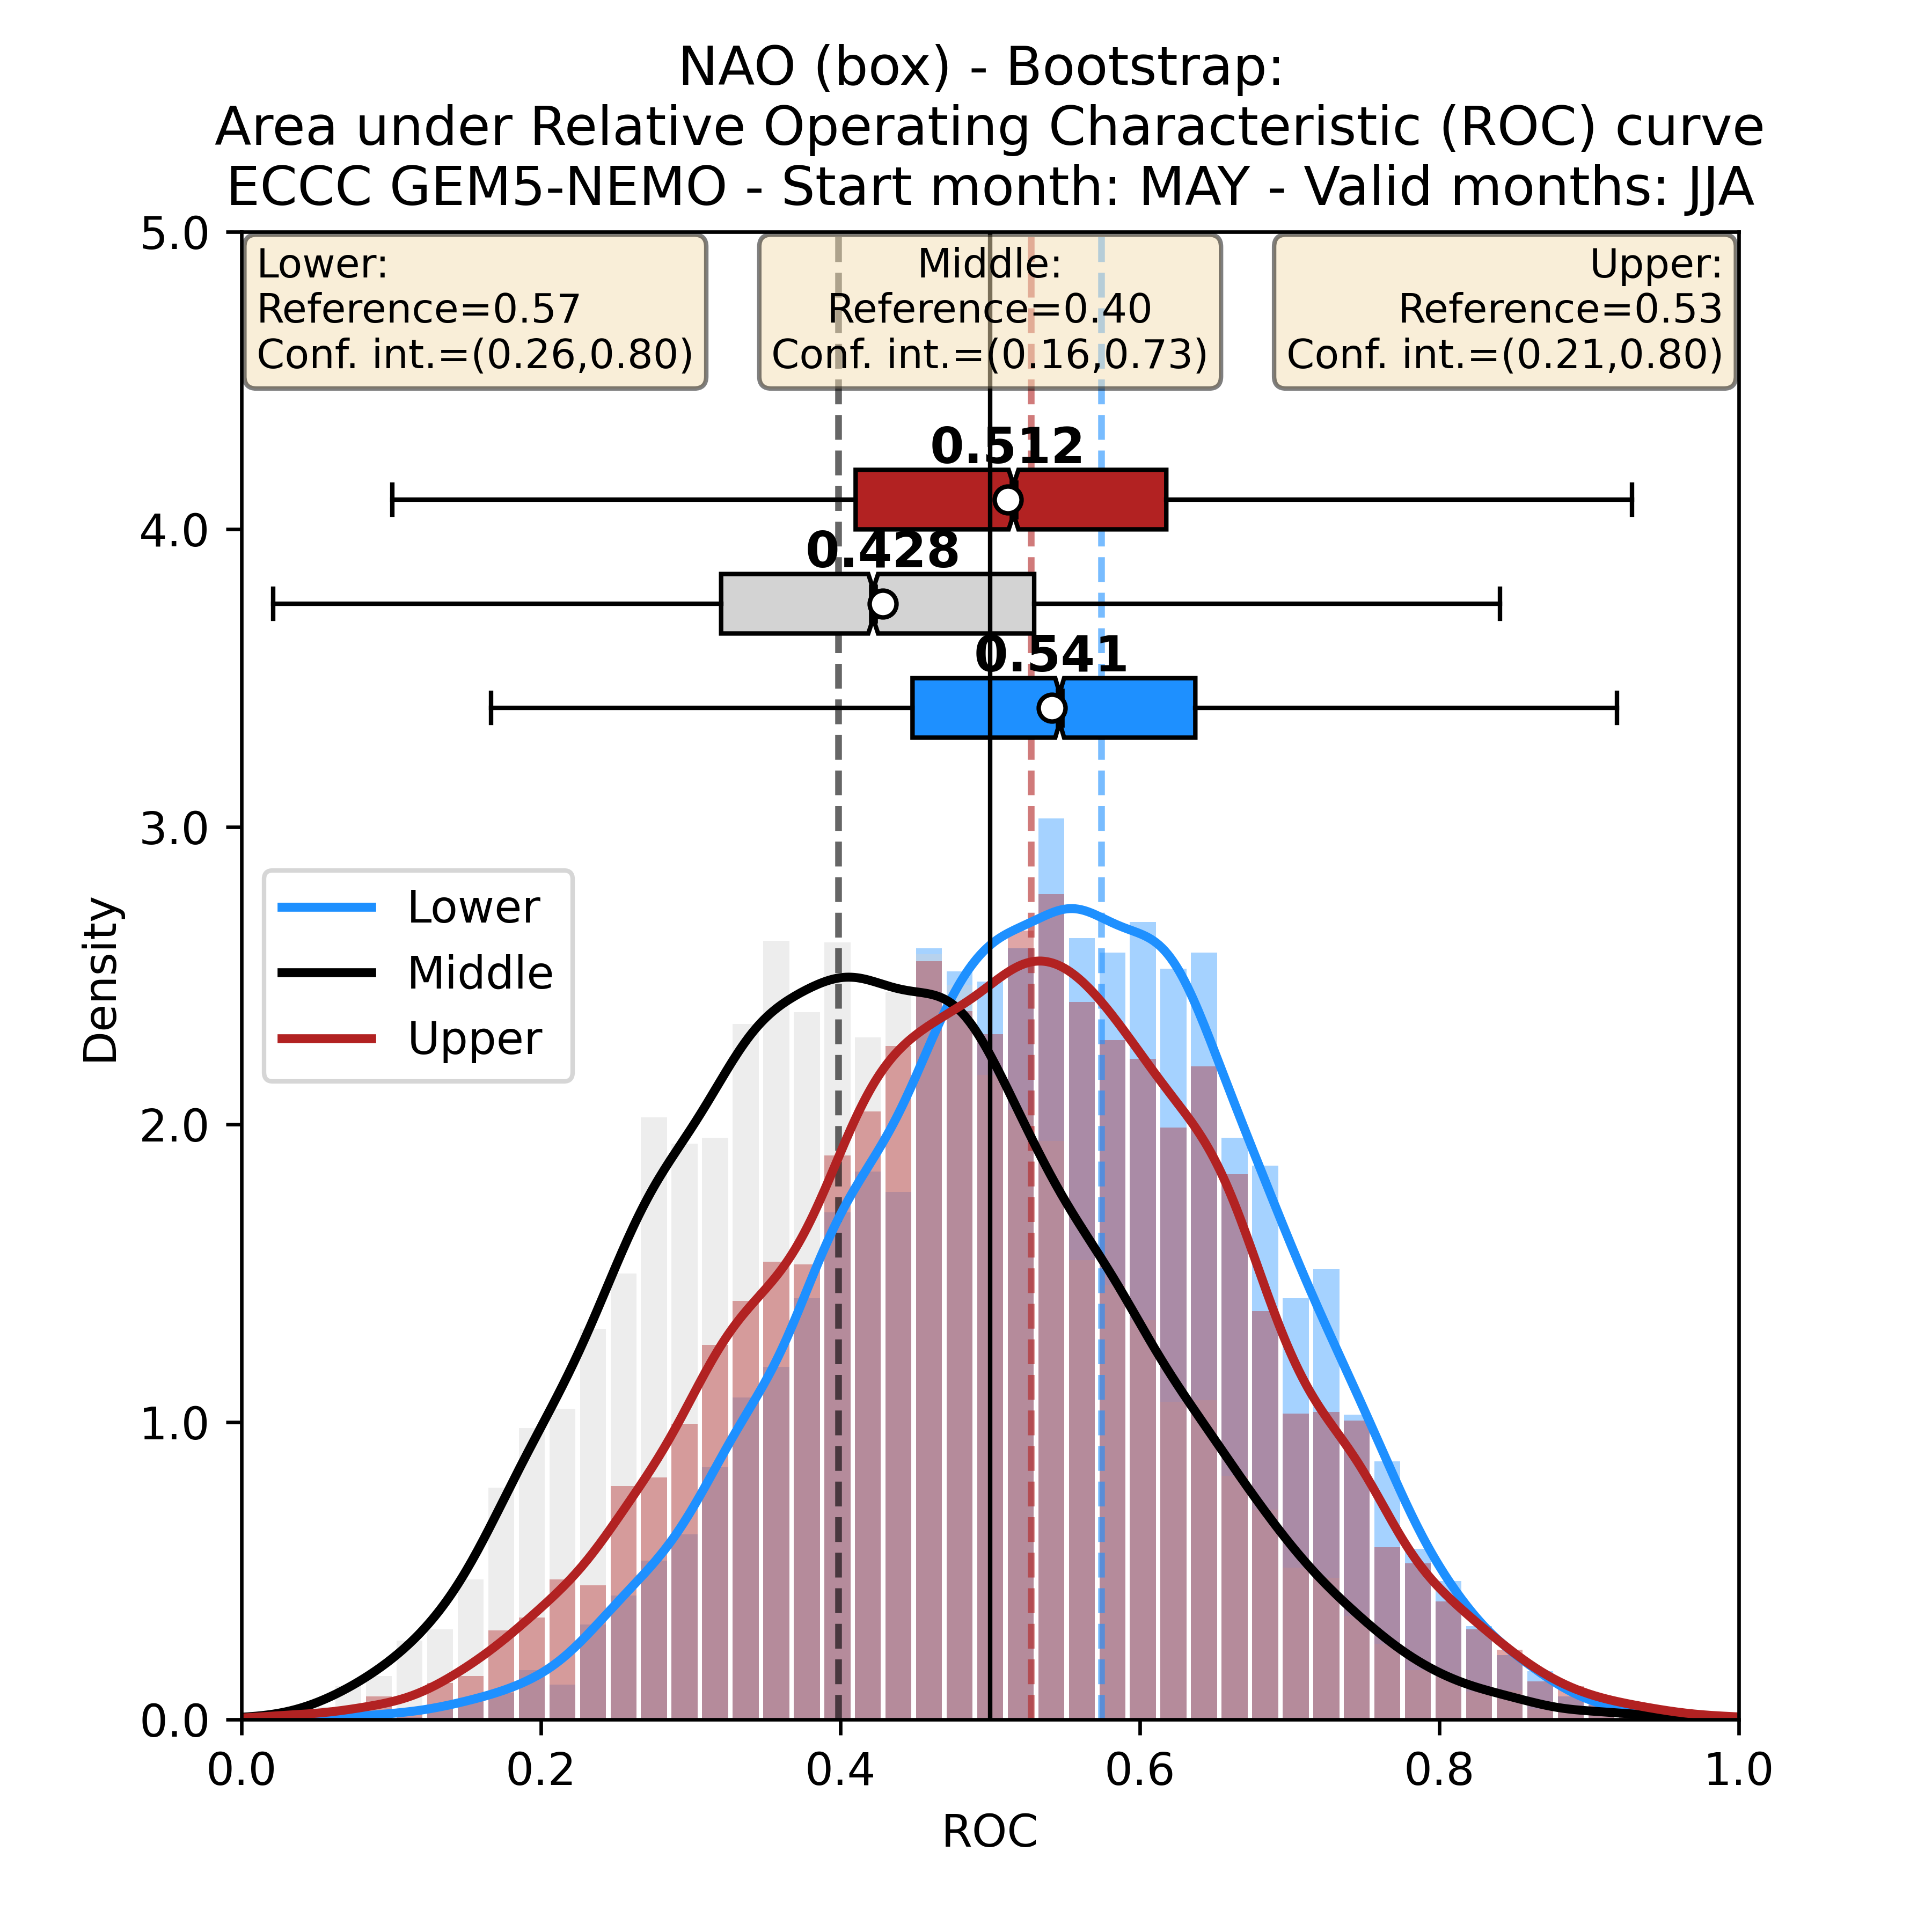 NAO (box) - Bootstrap:
Area under Relative Operating Characteristic (ROC) curve
ECCC GEM5-NEMO - Start month: MAY - Valid months: JJA
Lower:
Reference=0.57
Conf. int.=(0.26,0.80)
Middle:
Reference=0.40
Conf. int.=(0.16,0.73)
Upper:
Reference=0.53
Conf. int.=(0.21,0.80)
0.512
0.428
0.541
Lower
Middle
Upper
Density
5.0
4.0
3.0
2.0
1.0
0.0
0.0 0.2 0.4 0.6 0.8 1.0
ROC